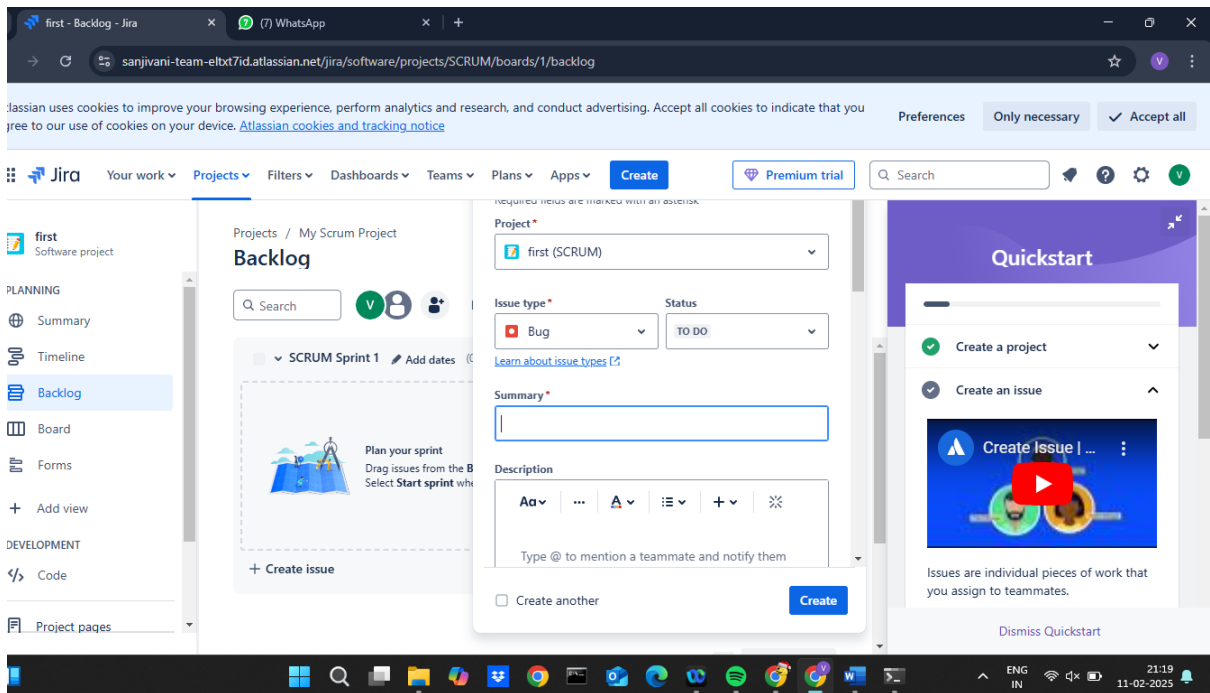 first - Backlog - Jira
(7) WhatsApp
sanjivani-team-eltxt7id.atlassian.net/jira/software/projects/SCRUM/boards/1/backlog
tlassian uses cookies to improve your browsing experience, perform analytics and research, and conduct advertising. Accept all cookies to indicate that you
gree to our use of cookies on your device. Atlassian cookies and tracking notice
Preferences
Only necessary
Accept all
Jira
Your work
Projects
Filters
Dashboards
Teams
Plans
Apps
Create
Premium trial
Search
V
first
Software project
PLANNING
Summary
Timeline
Backlog
Board
Forms
Add view
DEVELOPMENT
Code
Project pages
Projects / My Scrum Project
Backlog
Search
V
SCRUM Sprint 1
Add dates
Plan your sprint
Drag issues from the B
Select Start sprint whe
+ Create issue
Required fields are marked with an asterisk
Project*
first (SCRUM)
Issue type*
Status
Bug
TO DO
Learn about issue types
Summary*
Description
Aa
A
Type @ to mention a teammate and notify them
Create another
Create
Quickstart
Create a project
Create an issue
Create Issue | ...
Issues are individual pieces of work that
you assign to teammates.
Dismiss Quickstart
ENG
IN
21:19
11-02-2025